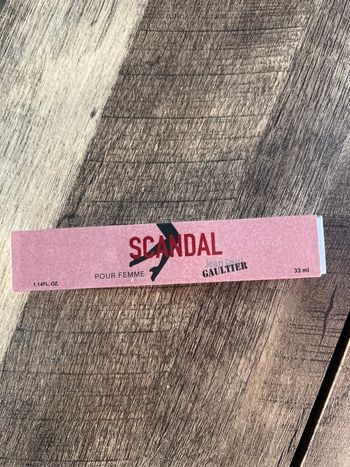 SCANDAL
Jean Paul
GAULTIER
POUR FEMME
1.14FL. OZ.
33 ml